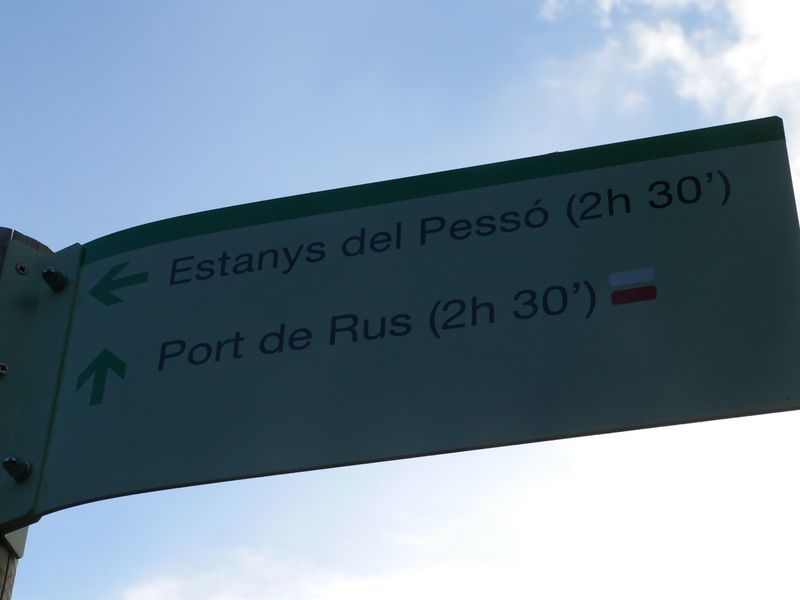 Estanys del Pessó (2h 30')
Port de Rus (2h 30')